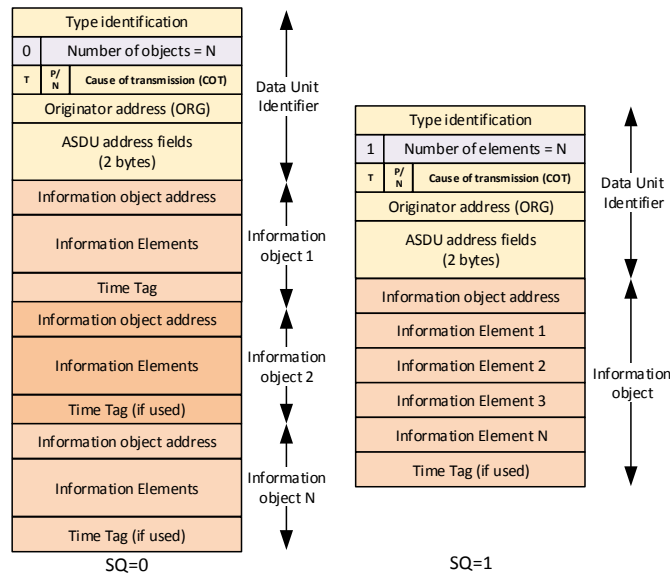 Type identification
0 Number of objects = N
T P/ N Cause of transmission (COT)
Originator address (ORG)
ASDU address fields
(2 bytes)
Data Unit
Identifier
Information object address
Information Elements
Time Tag
Information
object 1
Information object address
Information Elements
Time Tag (if used)
Information
object 2
Information object address
Information Elements
Time Tag (if used)
Information
object N
SQ=0
Type identification
1 Number of elements = N
T P/ N Cause of transmission (COT)
Originator address (ORG)
ASDU address fields
(2 bytes)
Data Unit
Identifier
Information object address
Information Element 1
Information Element 2
Information Element 3
Information Element N
Time Tag (if used)
Information
object
SQ=1